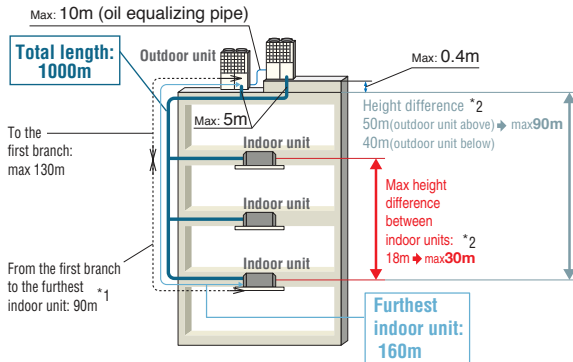 Max: 10m (oil equalizing pipe)
Total length:
1000m
Outdoor unit
Max: 0.4m
Max: 5m
Height difference *2
50m(outdoor unit above) ➧ max90m
40m(outdoor unit below)
To the
first branch:
max 130m
Indoor unit
Indoor unit
Indoor unit
Max height
difference
between
indoor units: *2
18m ➧ max30m
From the first branch
to the furthest
indoor unit: 90m *1
Furthest
indoor unit:
160m